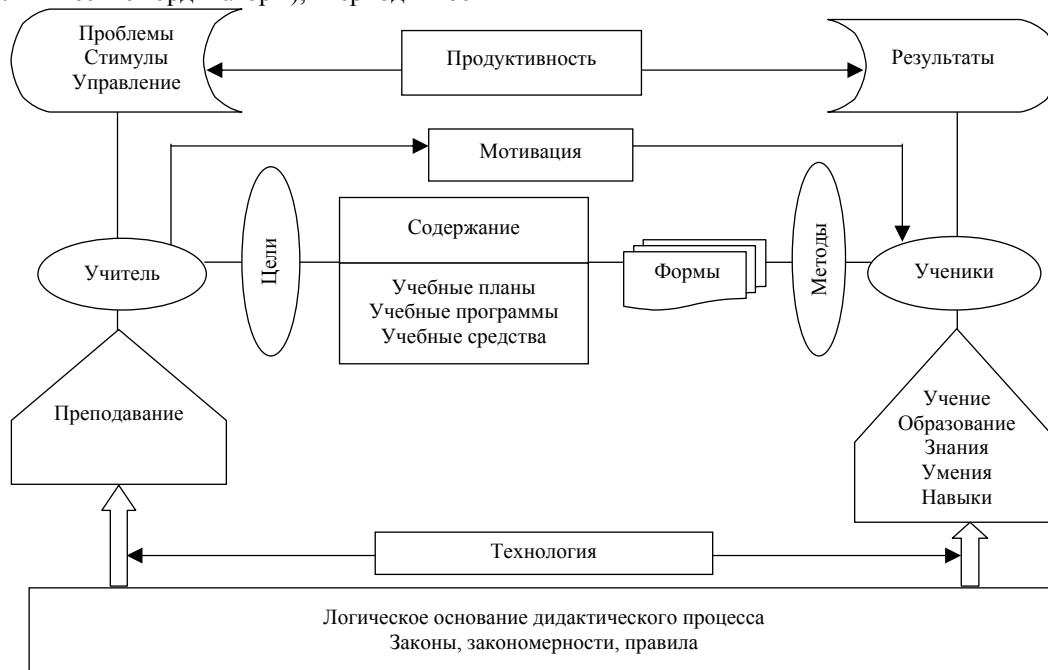 Проблемы
Стимулы
Управление
Продуктивность
Результаты
Мотивация
Учитель
Цели
Содержание
Учебные планы
Учебные программы
Учебные средства
Формы
Методы
Ученики
Преподавание
Учение
Образование
Знания
Умения
Навыки
Технология
Логическое основание дидактического процесса
Законы, закономерности, правила